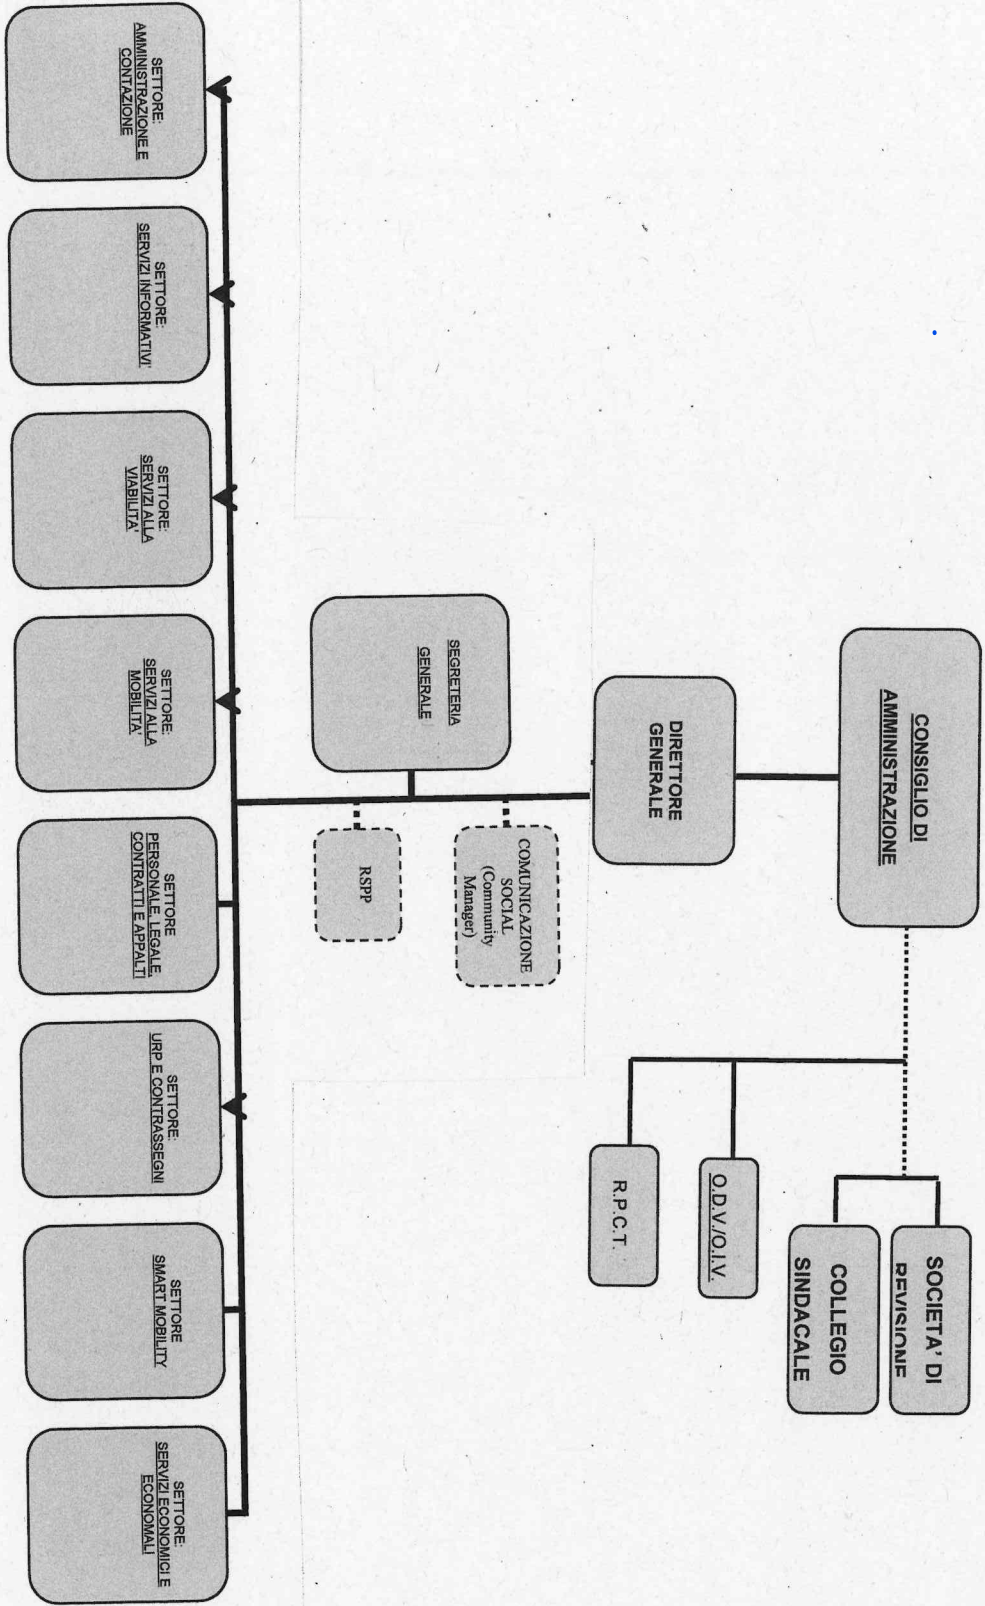 CONSIGLIO DI
AMMINISTRAZIONE
SOCIETA' DI
REVISIONE
COLLEGIO
SINDACALE
O.D.V./O.I.V.
R.P.C.T.
DIRETTORE
GENERALE
COMUNICAZIONE
SOCIAL
(Community
Manager)
SEGRETERIA
GENERALE
RSPP
SETTORE:
AMMINISTRAZIONE E
CONTAZIONE
SETTORE:
SERVIZI INFORMATIVI
SETTORE:
SERVIZI ALLA
VIABILITA'
SETTORE:
SERVIZI ALLA
MOBILITA'
SETTORE
PERSONALE, LEGALE,
CONTRATTI E APPALTI
SETTORE:
URP E CONTRASSEGNI
SETTORE
SMART MOBILITY
SETTORE:
SERVIZI ECONOMICI E
ECONOMALI